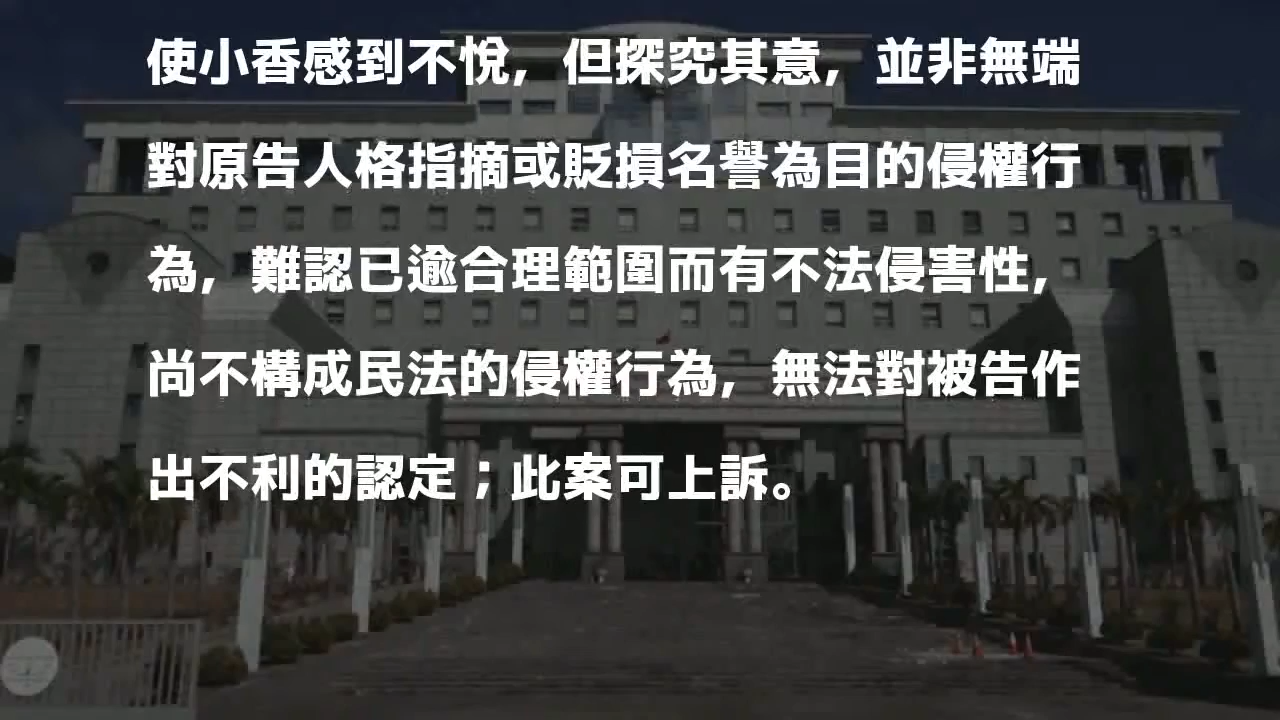 使小香感到不悅，但探究其意，並非無端
對原告人格指摘或貶損名譽為目的侵權行
為，難認已逾合理範圍而有不法侵害性，
尚不構成民法的侵權行為，無法對被告作
出不利的認定；此案可上訴。